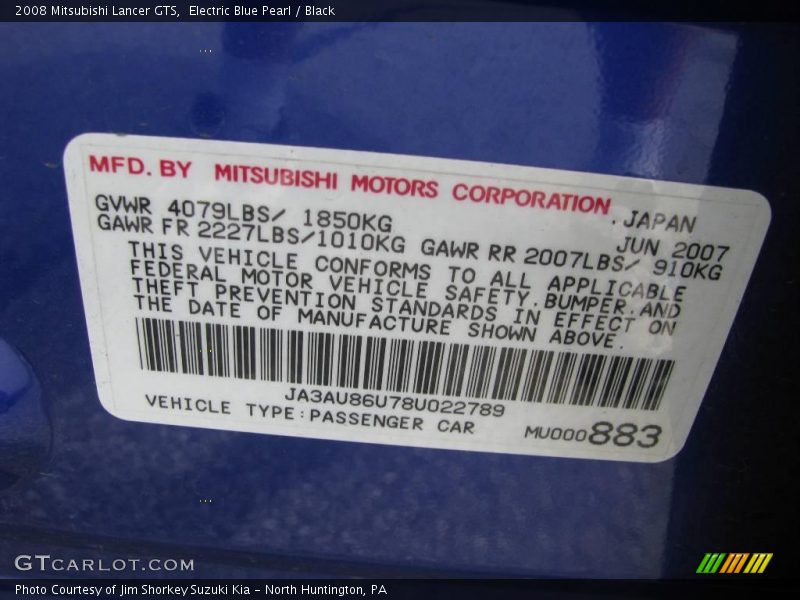 2008 Mitsubishi Lancer GTS,  Electric Blue Pearl / Black
MFD. BY MITSUBISHI MOTORS CORPORATION
.JAPAN
GVWR 4079LBS/ 1850KG
JUN 2007
GAWR FR 2227LBS/1010KG GAWR RR 2007LBS/ 910KG
THIS VEHICLE CONFORMS TO ALL APPLICABLE
FEDERAL MOTOR VEHICLE SAFETY,BUMPER,AND
THEFT PREVENTION STANDARDS IN EFFECT ON
THE DATE OF MANUFACTURE SHOWN ABOVE.
JA3AU86U78U022789
VEHICLE TYPE:PASSENGER CAR
MU000883
GTCARLOT.COM
Photo Courtesy of Jim Shorkey Suzuki Kia – North Huntington, PA